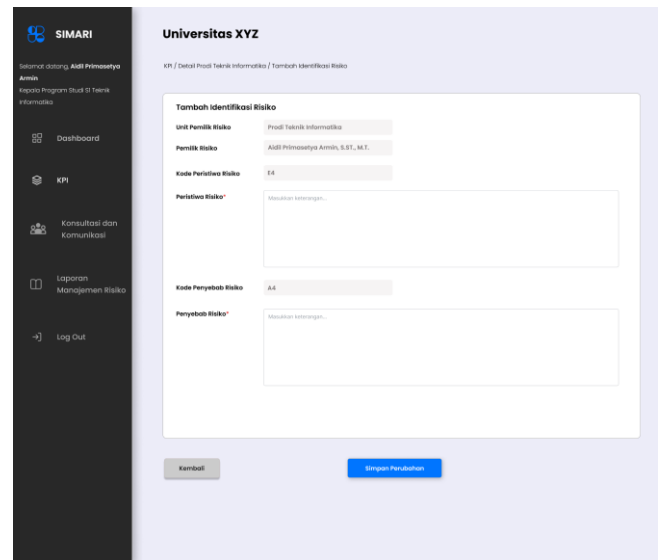 SIMARI
Selamat datang, Aidil Primasetya
Armin
Kepala Program Studi S1 Teknik
Informatika
Dashboard
KPI
Konsultasi dan
Komunikasi
Laporan
Manajemen Risiko
Log Out
Universitas XYZ
KPI / Detail Prodi Teknik Informatika / Tambah Identifikasi Risiko
Tambah Identifikasi Risiko
Unit Pemilik Risiko Prodi Teknik Informatika
Pemilik Risiko Aidil Primasetya Armin, S.ST., M.T.
Kode Peristiwa Risiko E4
Peristiwa Risiko* Masukkan keterangan...
Kode Penyebab Risiko A4
Penyebab Risiko* Masukkan keterangan...
Kembali Simpan Perubahan